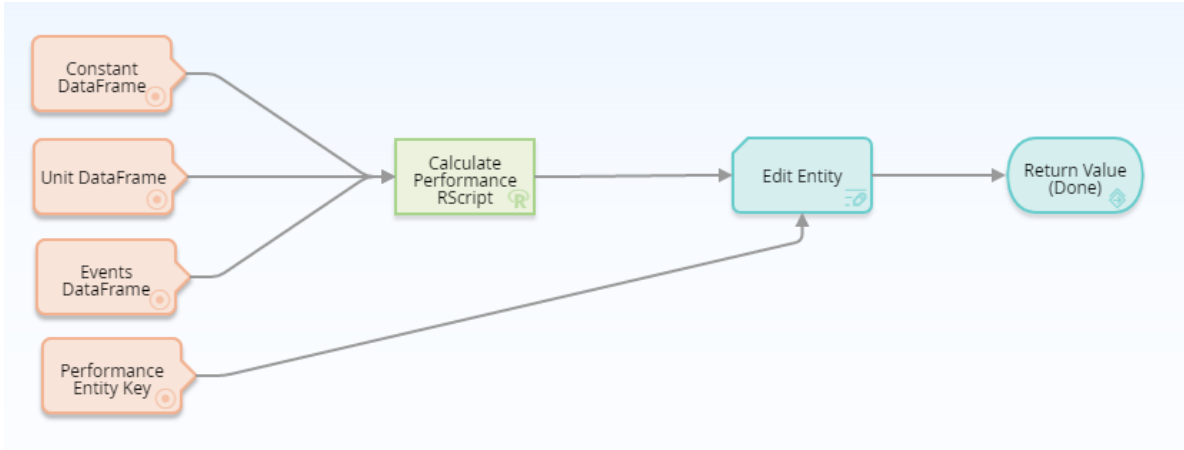 Constant
DataFrame
Unit DataFrame
Events
DataFrame
Performance
Entity Key
Calculate
Performance
RScript
R
Edit Entity
Return Value
(Done)